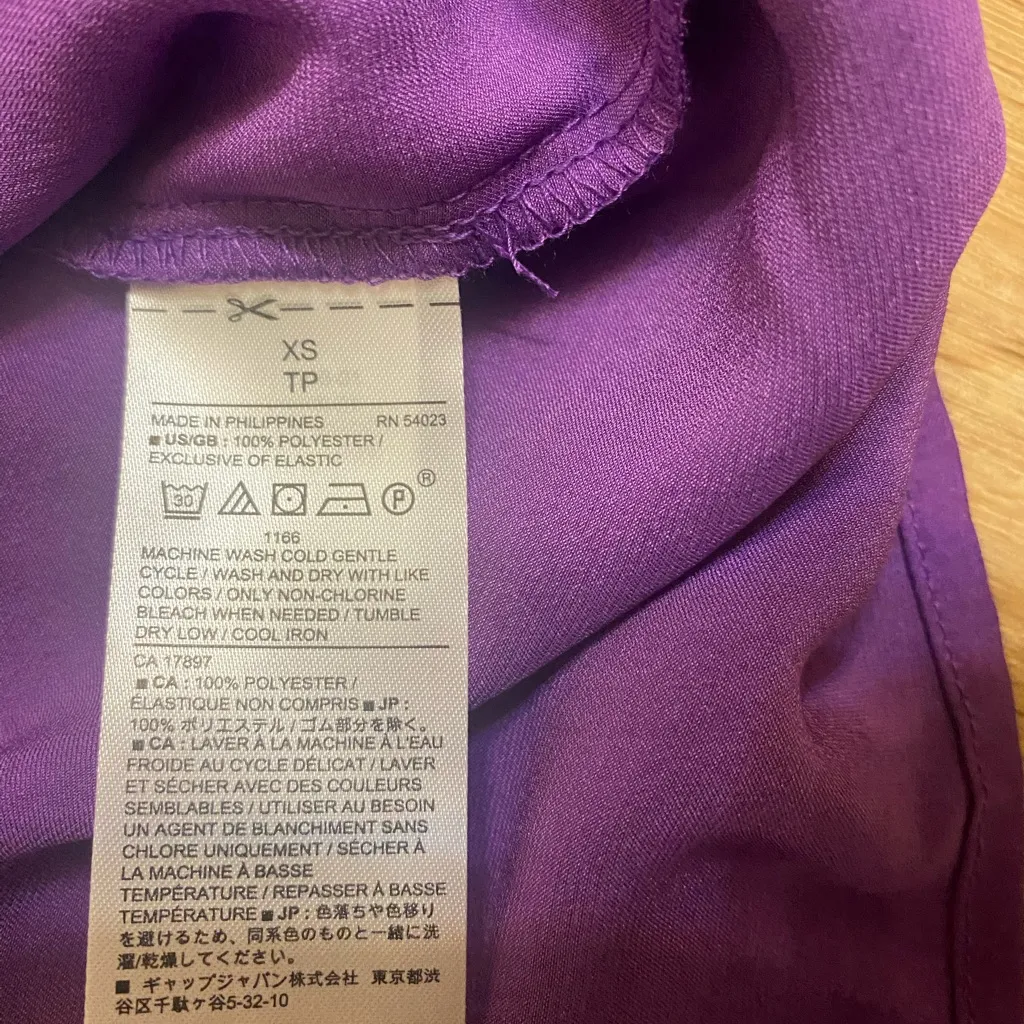 XS
TP
MADE IN PHILIPPINES RN 54023
■ US/GB : 100% POLYESTER /
EXCLUSIVE OF ELASTIC
30 P ®
1166
MACHINE WASH COLD GENTLE
CYCLE / WASH AND DRY WITH LIKE
COLORS / ONLY NON-CHLORINE
BLEACH WHEN NEEDED / TUMBLE
DRY LOW / COOL IRON
CA 17897
■ CA : 100% POLYESTER /
ÉLASTIQUE NON COMPRIS ■ JP :
100% ポリエステル / ゴム部分を除く。
■ CA : LAVER À LA MACHINE À L'EAU
FROIDE AU CYCLE DÉLICAT / LAVER
ET SÉCHER AVEC DES COULEURS
SEMBLABLES / UTILISER AU BESOIN
UN AGENT DE BLANCHIMENT SANS
CHLORE UNIQUEMENT / SÉCHER À
LA MACHINE À BASSE
TEMPÉRATURE / REPASSER À BASSE
TEMPÉRATURE ■ JP : 色落ちや色移り
を避けるため、同系色のものと一緒に洗
濯/乾燥してください。
■ ギャップジャパン株式会社 東京都渋
谷区千駄ヶ谷5-32-10